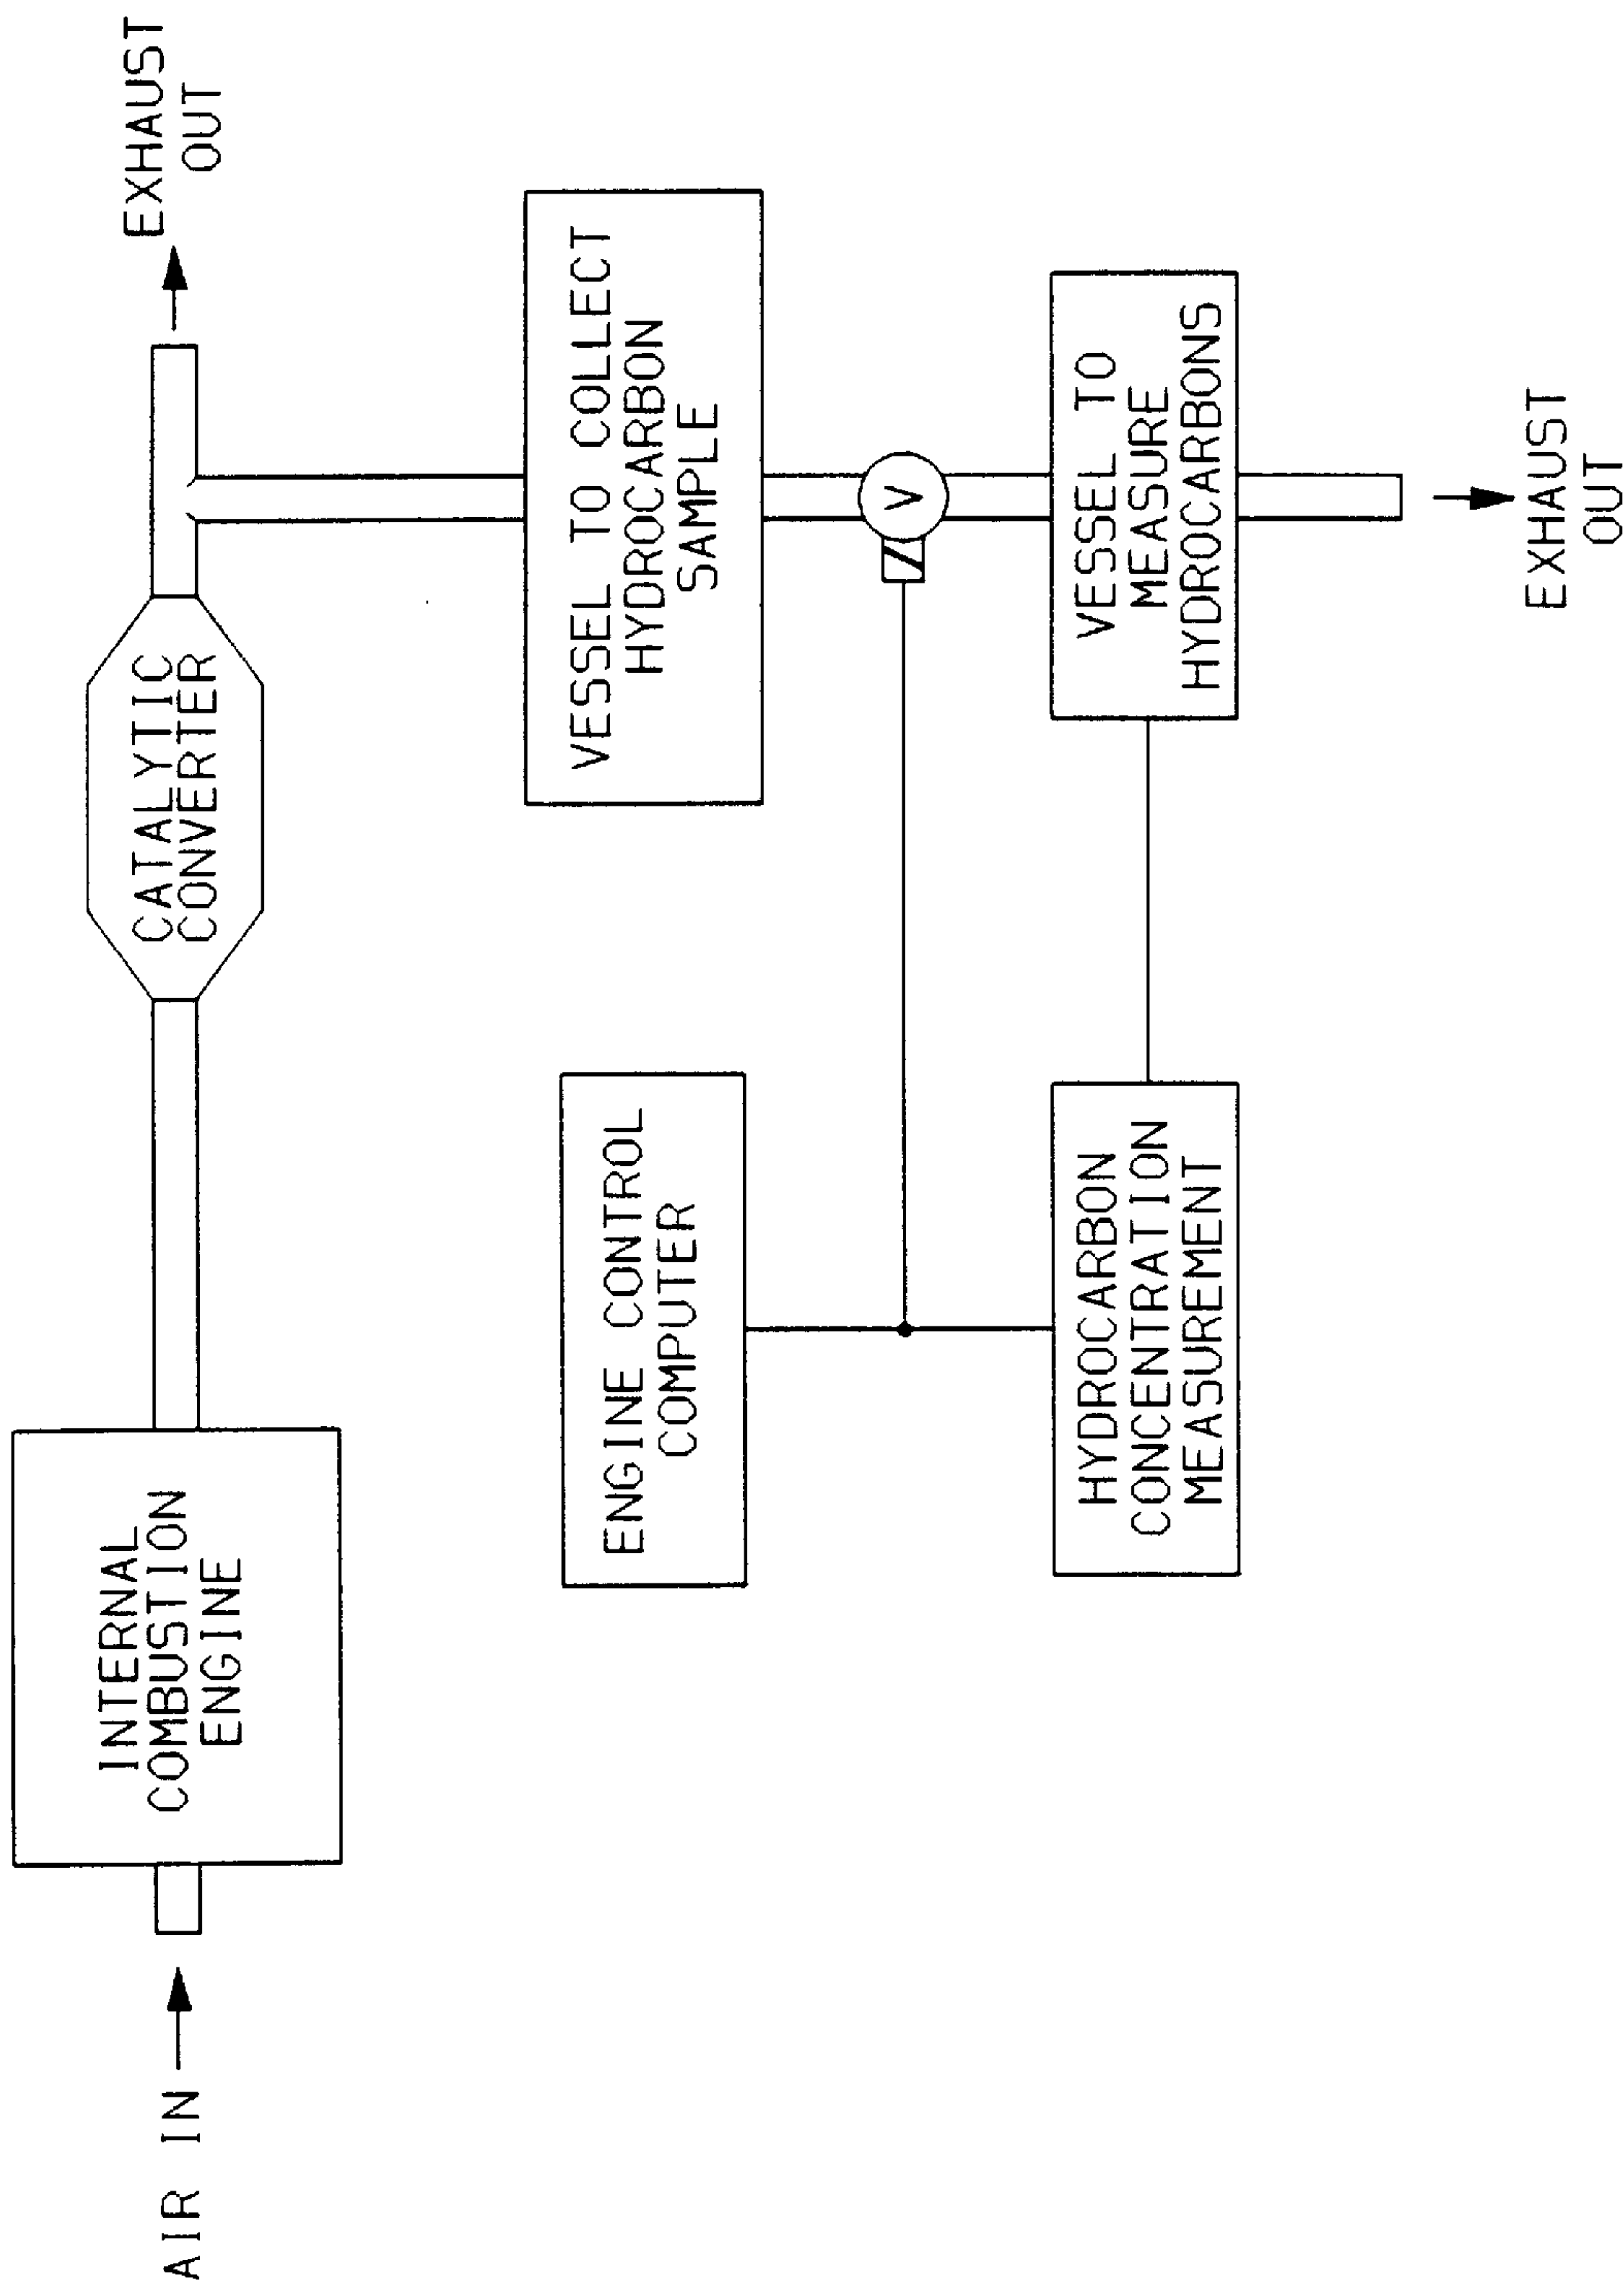 AIR IN
INTERNAL
COMBUSTION
ENGINE
CATALYTIC
CONVERTER
EXHAUST
OUT
ENGINE CONTROL
COMPUTER
VESSEL TO COLLECT
HYDROCARBON
SAMPLE
V
HYDROCARBON
CONCENTRATION
MEASUREMENT
VESSEL TO
MEASURE
HYDROCARBONS
EXHAUST
OUT